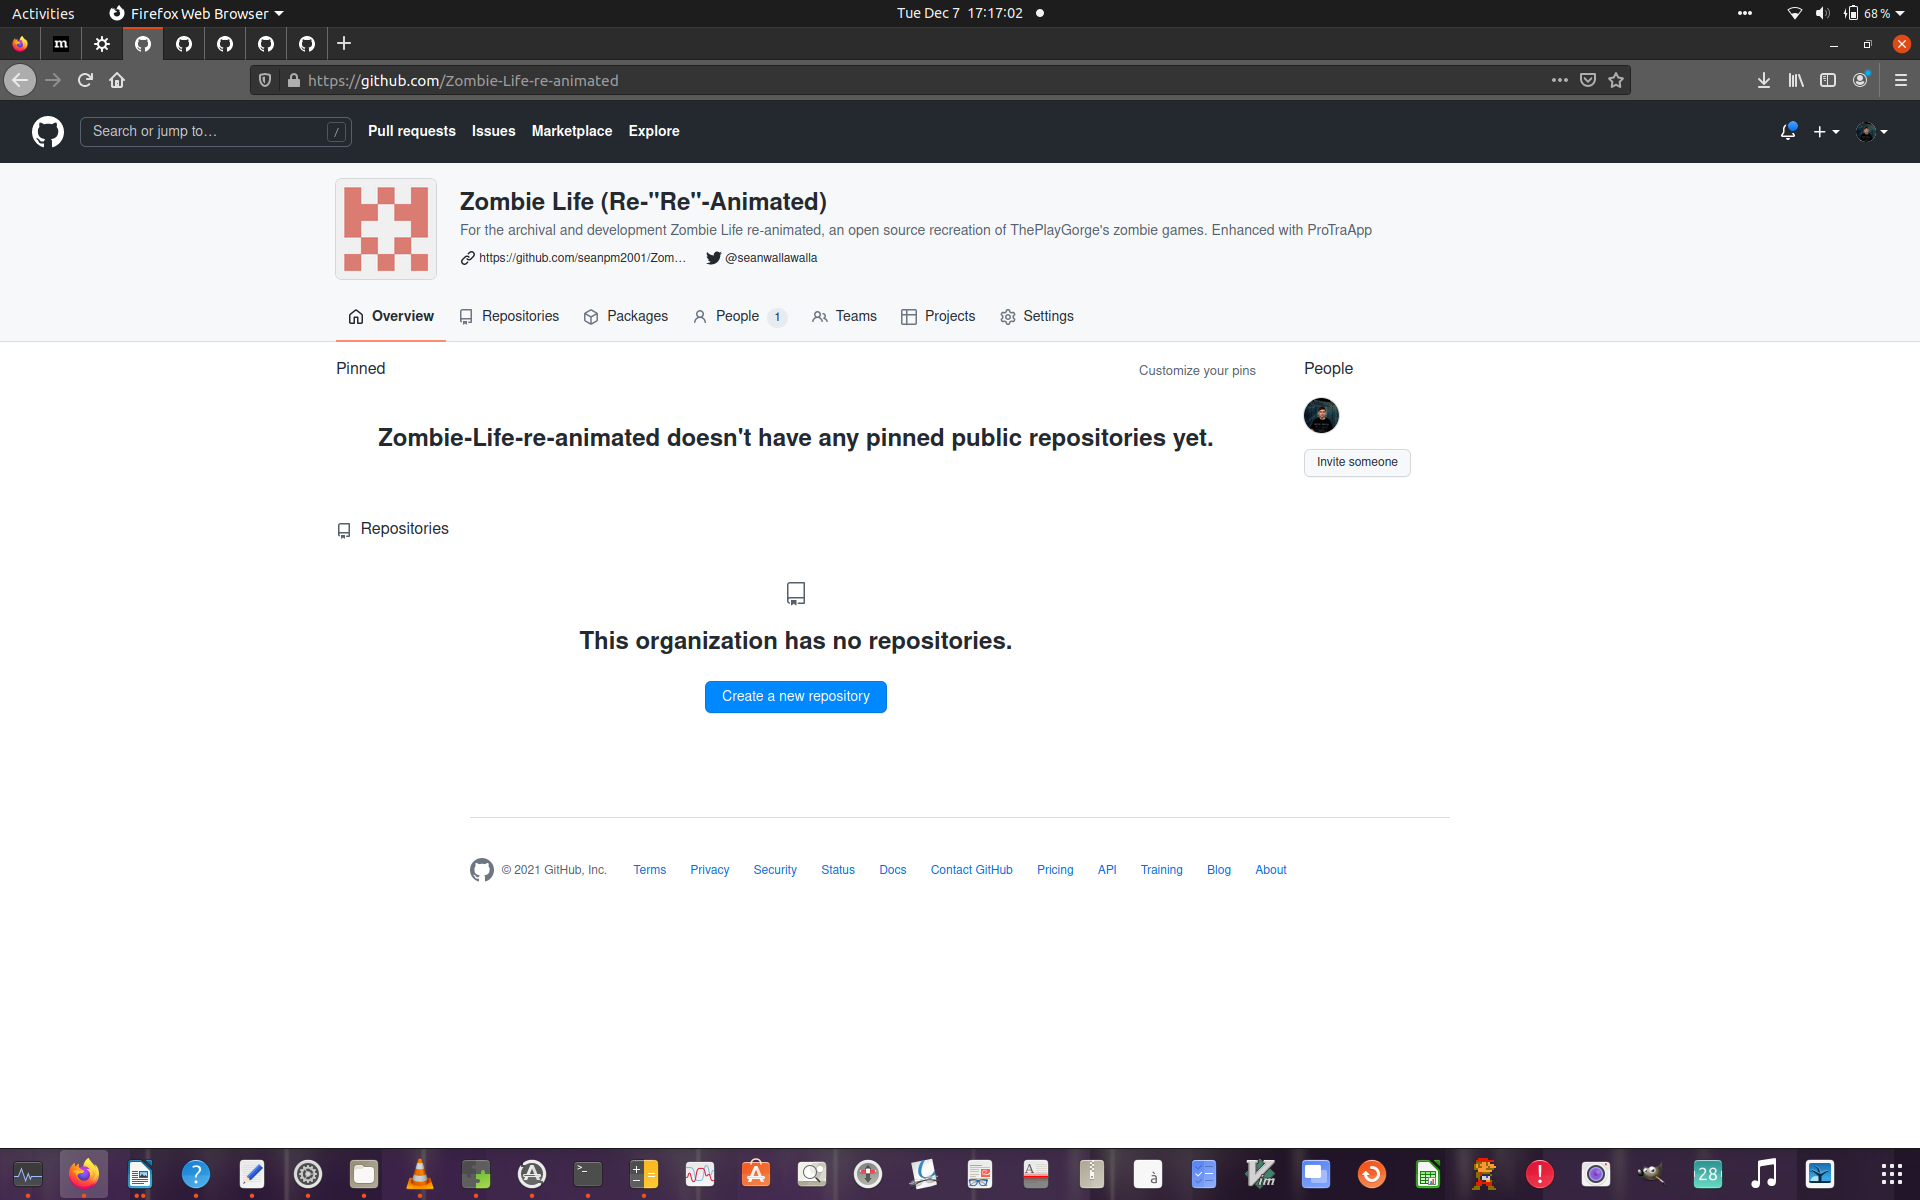 Activities Firefox Web Browser Tue Dec 7 17:17:02 68 %
m
https://github.com/Zombie-Life-re-animated
Search or jump to… / Pull requests Issues Marketplace Explore
Zombie Life (Re-"Re"-Animated)
For the archival and development Zombie Life re-animated, an open source recreation of ThePlayGorge's zombie games. Enhanced with ProTraApp
https://github.com/seanpm2001/Zom… @seanwallawalla
Overview Repositories Packages People 1 Teams Projects Settings
Pinned Customize your pins People
Zombie-Life-re-animated doesn't have any pinned public repositories yet.
Invite someone
Repositories
This organization has no repositories.
Create a new repository
© 2021 GitHub, Inc. Terms Privacy Security Status Docs Contact GitHub Pricing API Training Blog About
? >_ A à Vim ! 28